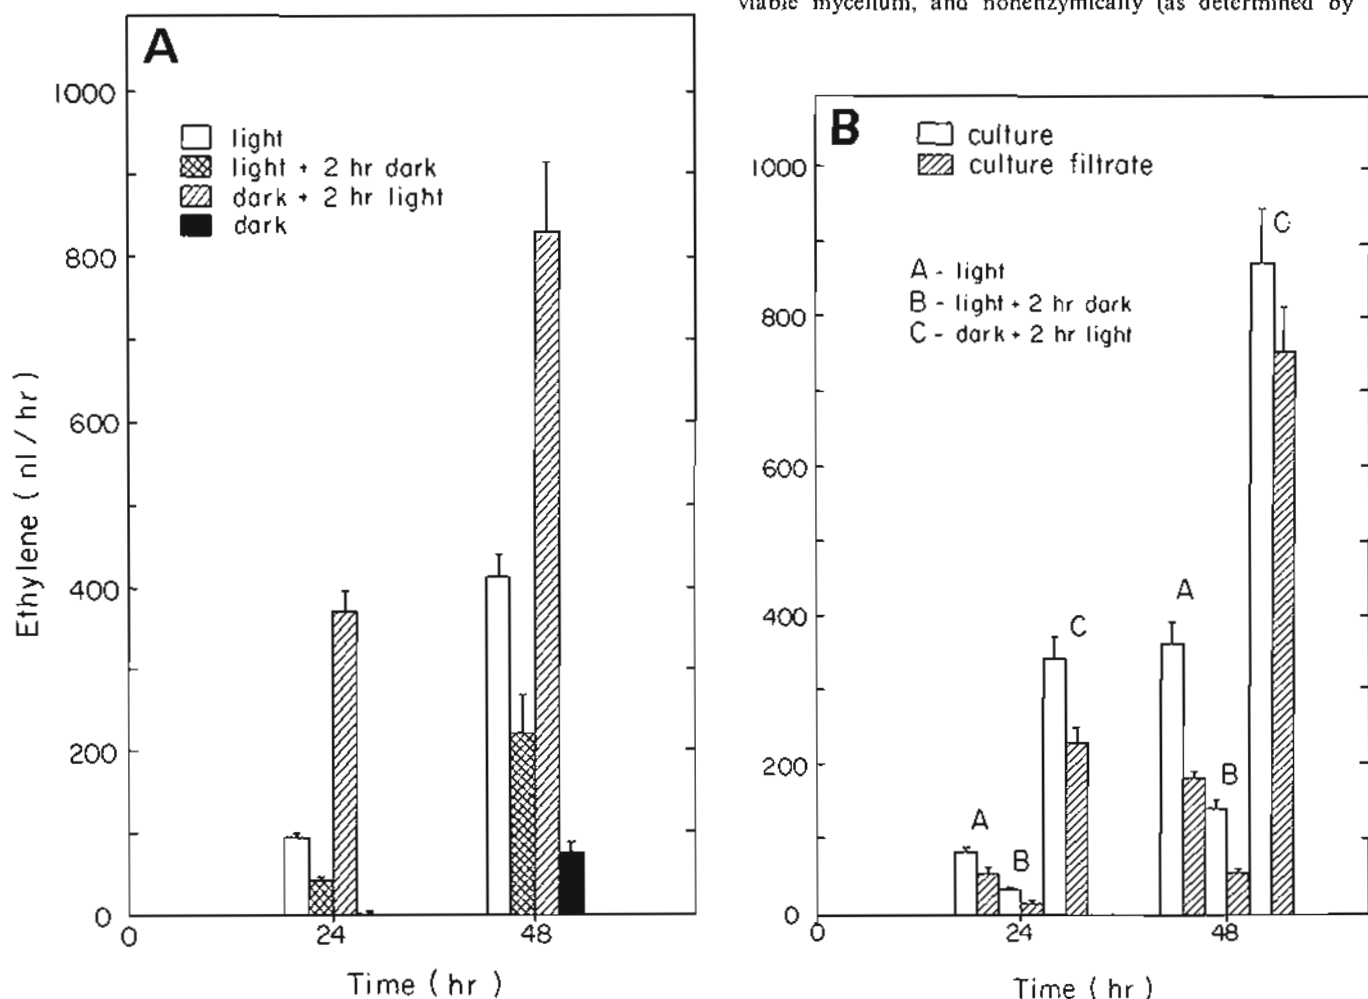 viable mycelium, and nonenzymically (as determined by
A
1000
800
600
400
200
0
Ethylene ( nl / hr )
light
light + 2 hr dark
dark + 2 hr light
dark
0 24 48
Time ( hr )
B
1000
800
600
400
200
0
culture
culture filtrate
A - light
B - light + 2 hr dark
C - dark + 2 hr light
A
B
C
A
B
C
0 24 48
Time ( hr )